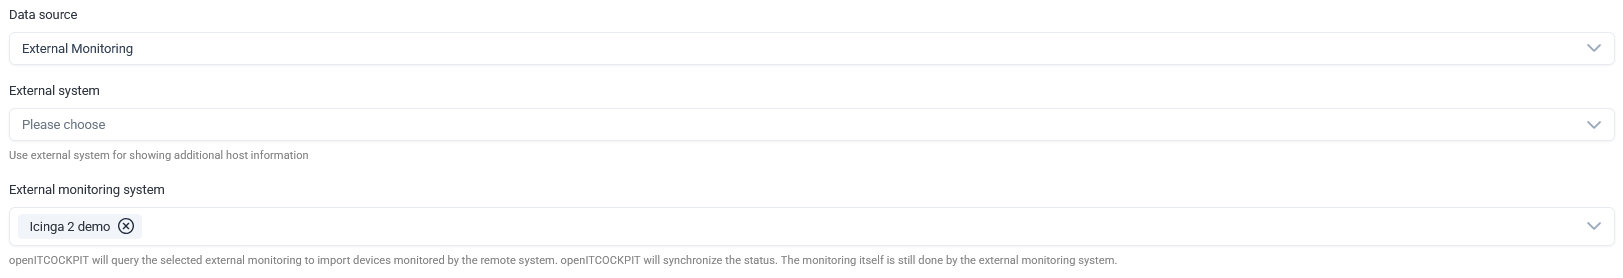 Data source
External Monitoring
External system
Please choose
Use external system for showing additional host information
External monitoring system
Icinga 2 demo
openITCOCKPIT will query the selected external monitoring to import devices monitored by the remote system. openITCOCKPIT will synchronize the status. The monitoring itself is still done by the external monitoring system.